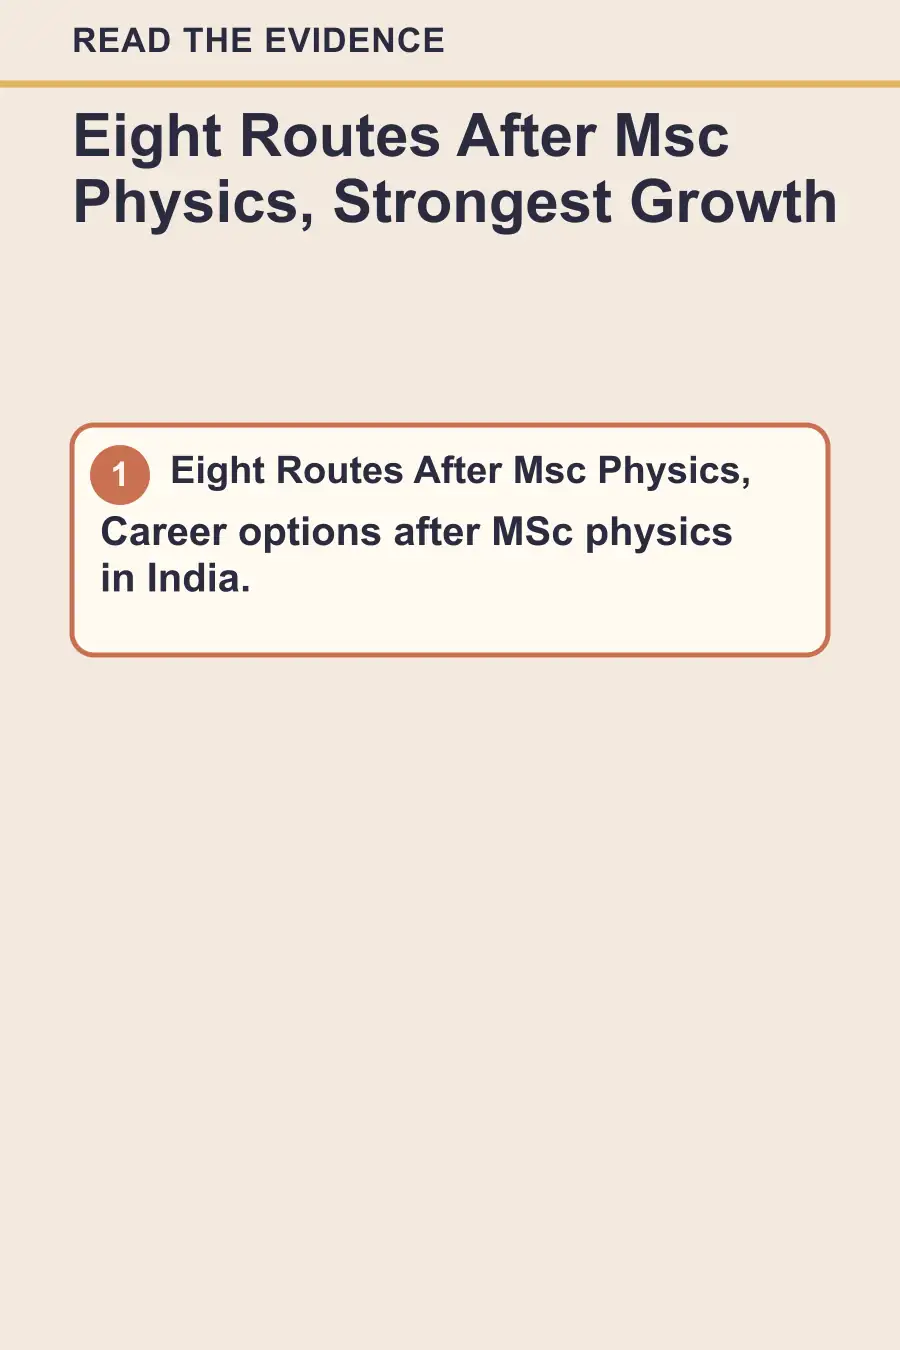 READ THE EVIDENCE
Eight Routes After Msc
Physics, Strongest Growth
1 Eight Routes After Msc Physics,
Career options after MSc physics
in India.